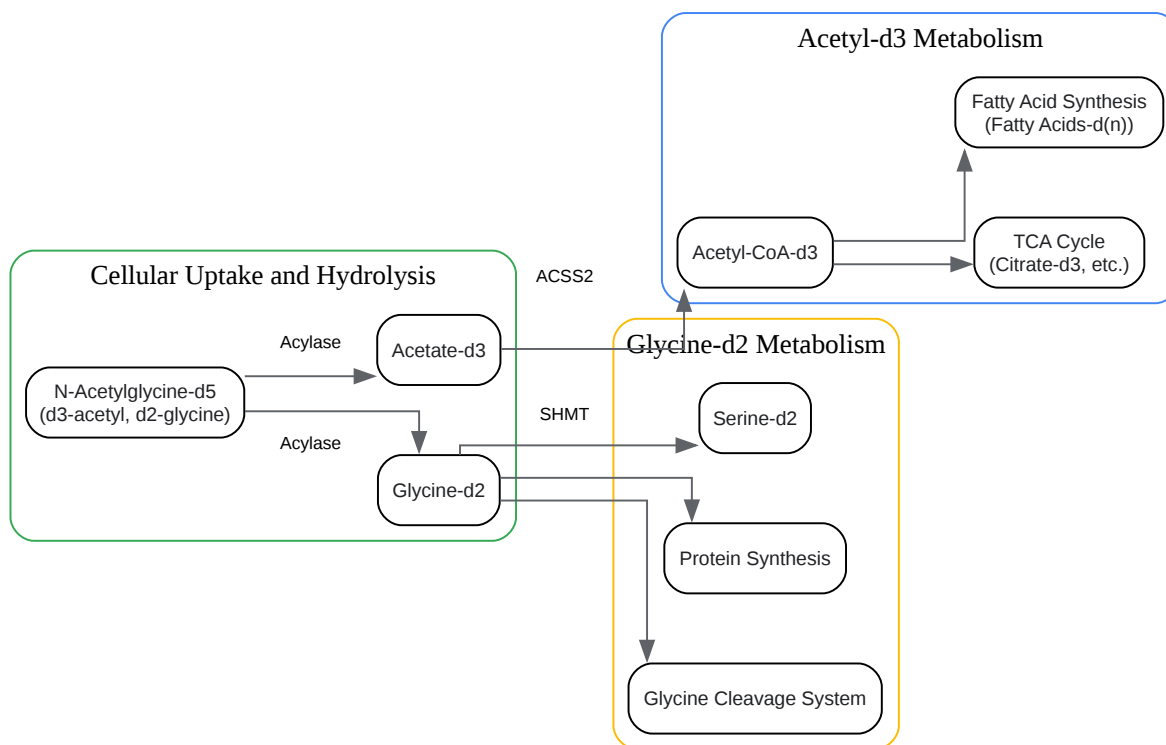 Acetyl-d3 Metabolism
Fatty Acid Synthesis
(Fatty Acids-d(n))
Acetyl-CoA-d3
TCA Cycle
(Citrate-d3, etc.)
Cellular Uptake and Hydrolysis
ACSS2
Acylase
Acetate-d3
N-Acetylglycine-d5
(d3-acetyl, d2-glycine)
Acylase
Glycine-d2
Glycine-d2 Metabolism
SHMT
Serine-d2
Protein Synthesis
Glycine Cleavage System